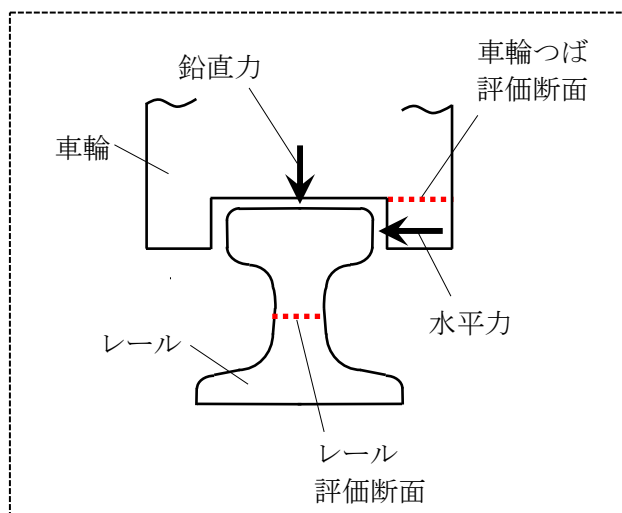 鉛直力
車輪つば
評価断面
車輪
水平力
レール
レール
評価断面